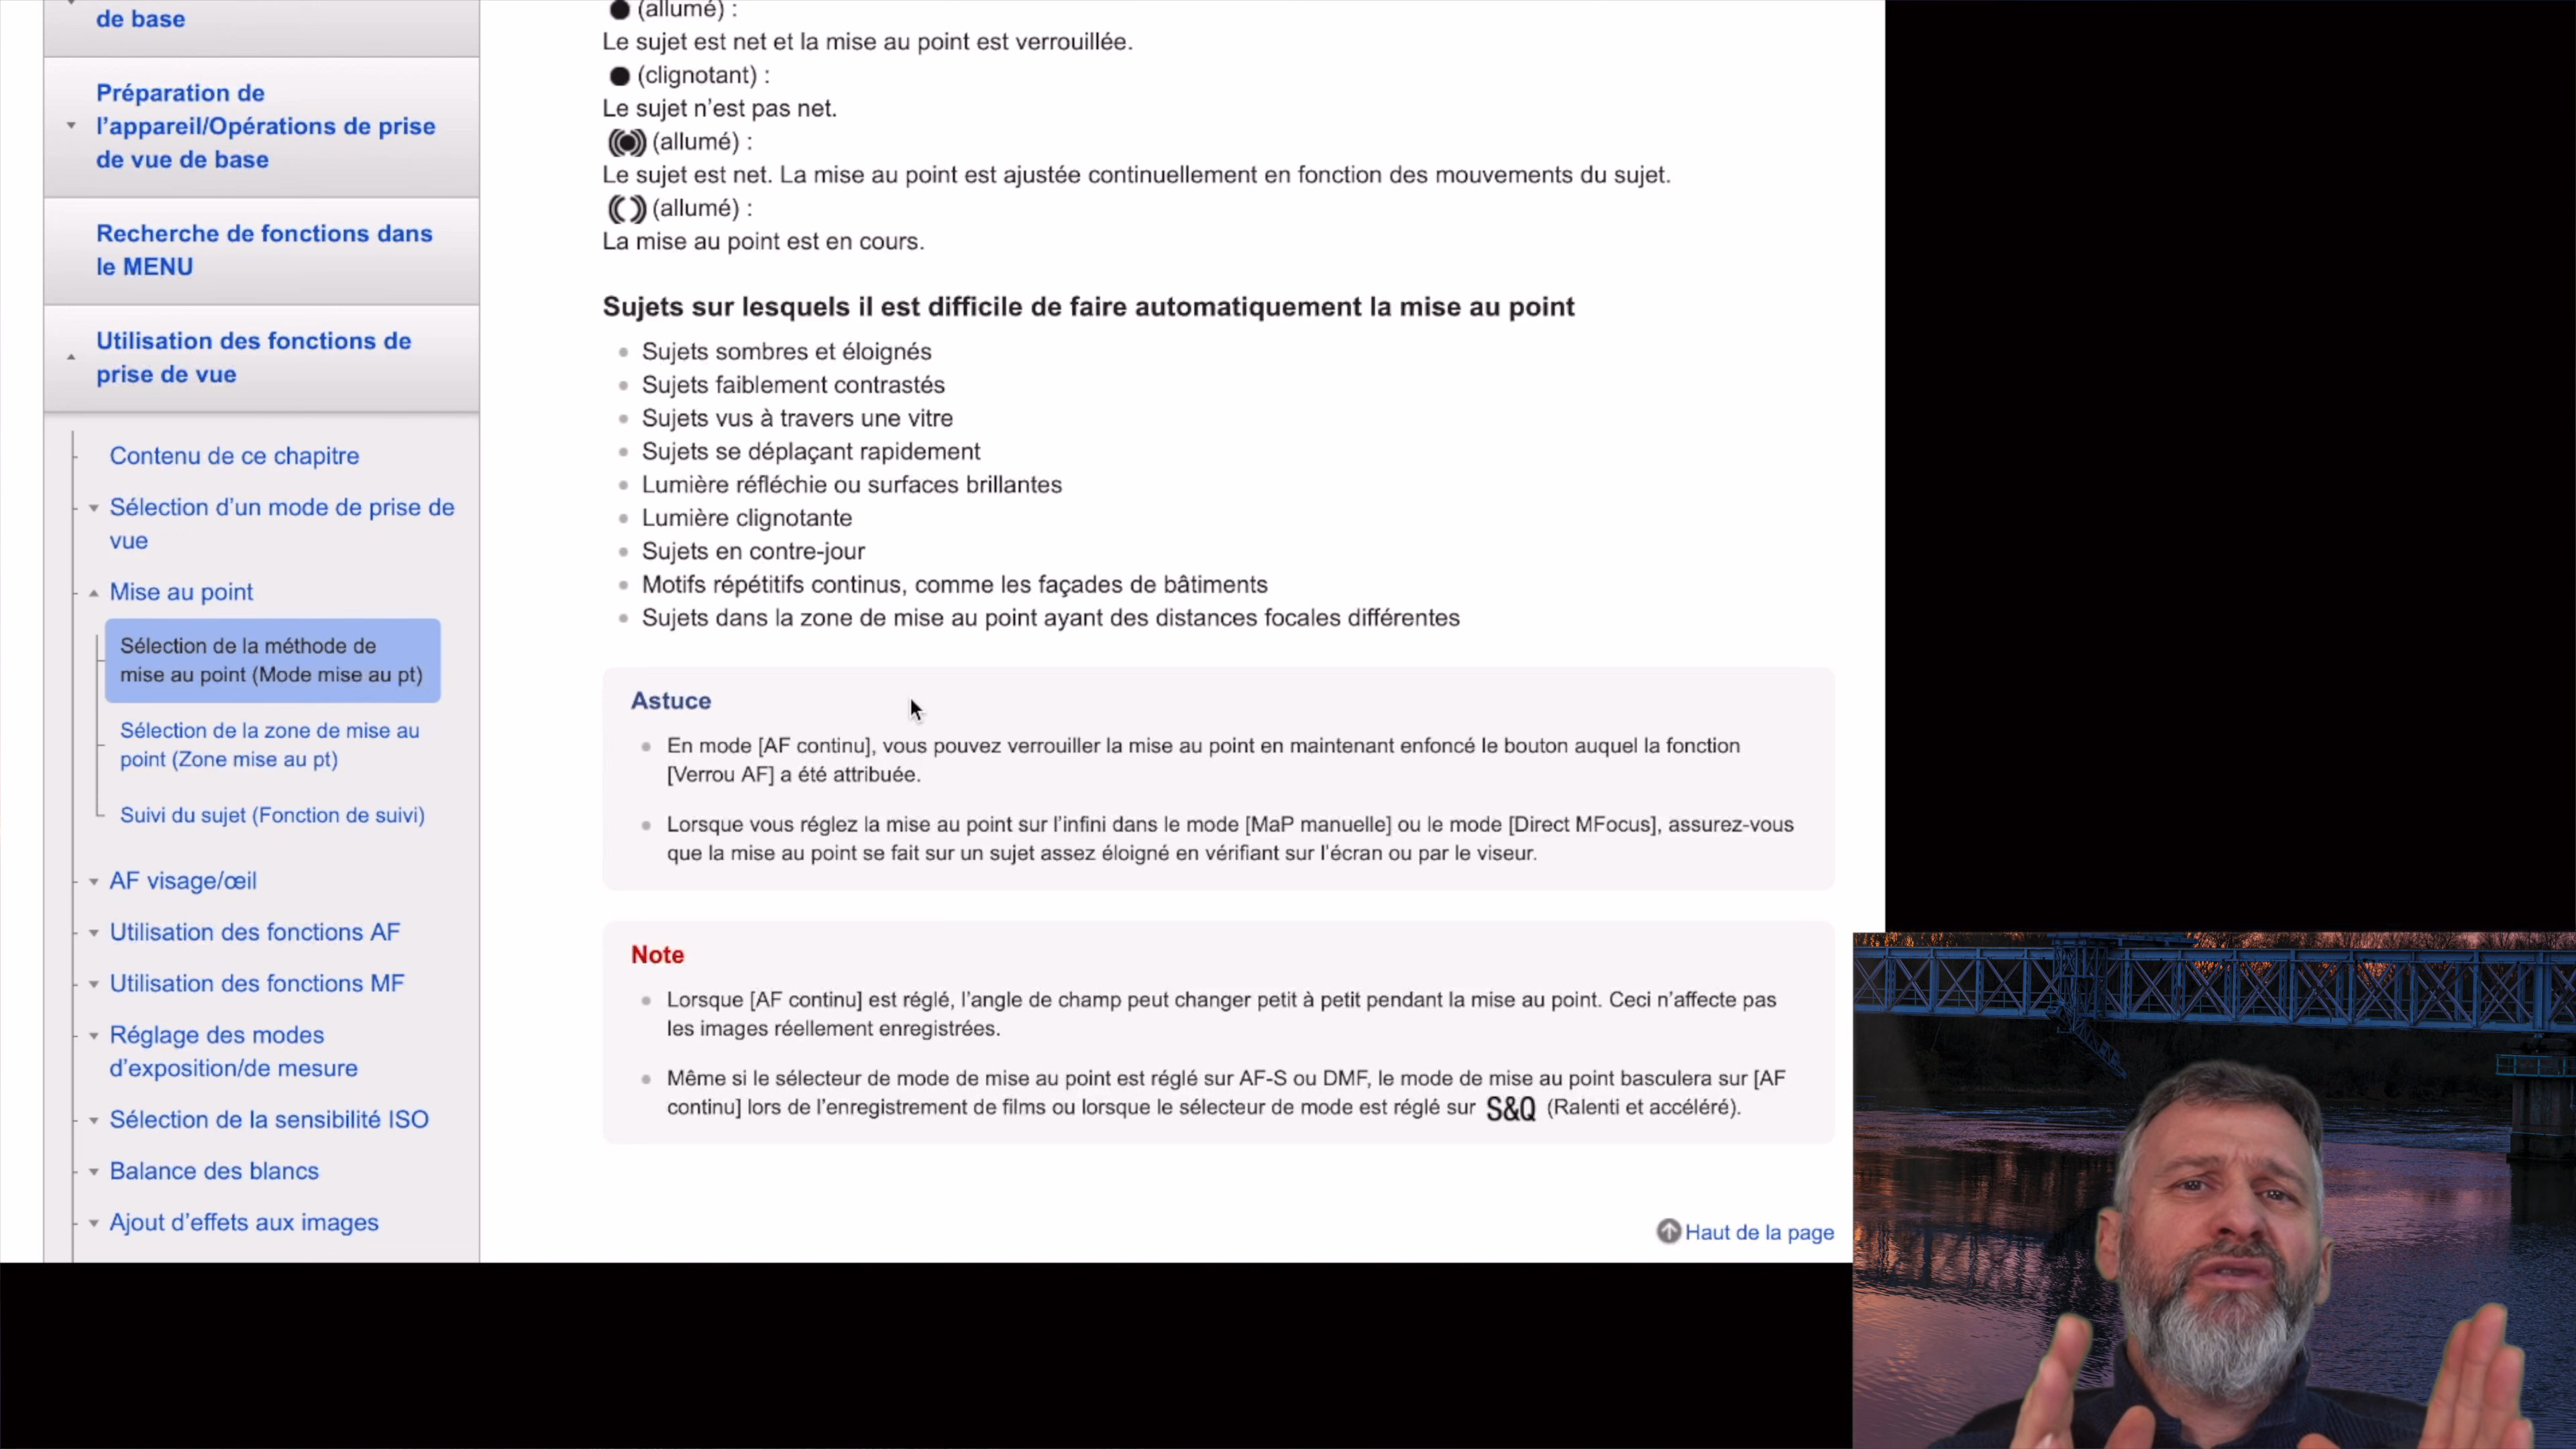 de base
Préparation de
l’appareil/Opérations de prise
de vue de base
Recherche de fonctions dans
le MENU
Utilisation des fonctions de
prise de vue
Contenu de ce chapitre
Sélection d’un mode de prise de
vue
Mise au point
Sélection de la méthode de
mise au point (Mode mise au pt)
Sélection de la zone de mise au
point (Zone mise au pt)
Suivi du sujet (Fonction de suivi)
AF visage/œil
Utilisation des fonctions AF
Utilisation des fonctions MF
Réglage des modes
d’exposition/de mesure
Sélection de la sensibilité ISO
Balance des blancs
Ajout d’effets aux images
(allumé) :
Le sujet est net et la mise au point est verrouillée.
(clignotant) :
Le sujet n’est pas net.
(allumé) :
Le sujet est net. La mise au point est ajustée continuellement en fonction des mouvements du sujet.
(allumé) :
La mise au point est en cours.
Sujets sur lesquels il est difficile de faire automatiquement la mise au point
Sujets sombres et éloignés
Sujets faiblement contrastés
Sujets vus à travers une vitre
Sujets se déplaçant rapidement
Lumière réfléchie ou surfaces brillantes
Lumière clignotante
Sujets en contre-jour
Motifs répétitifs continus, comme les façades de bâtiments
Sujets dans la zone de mise au point ayant des distances focales différentes
Astuce
En mode [AF continu], vous pouvez verrouiller la mise au point en maintenant enfoncé le bouton auquel la fonction
[Verrou AF] a été attribuée.
Lorsque vous réglez la mise au point sur l’infini dans le mode [MaP manuelle] ou le mode [Direct MFocus], assurez-vous
que la mise au point se fait sur un sujet assez éloigné en vérifiant sur l’écran ou par le viseur.
Note
Lorsque [AF continu] est réglé, l’angle de champ peut changer petit à petit pendant la mise au point. Ceci n’affecte pas
les images réellement enregistrées.
Même si le sélecteur de mode de mise au point est réglé sur AF-S ou DMF, le mode de mise au point basculera sur [AF
continu] lors de l’enregistrement de films ou lorsque le sélecteur de mode est réglé sur S&Q (Ralenti et accéléré).
Haut de la page